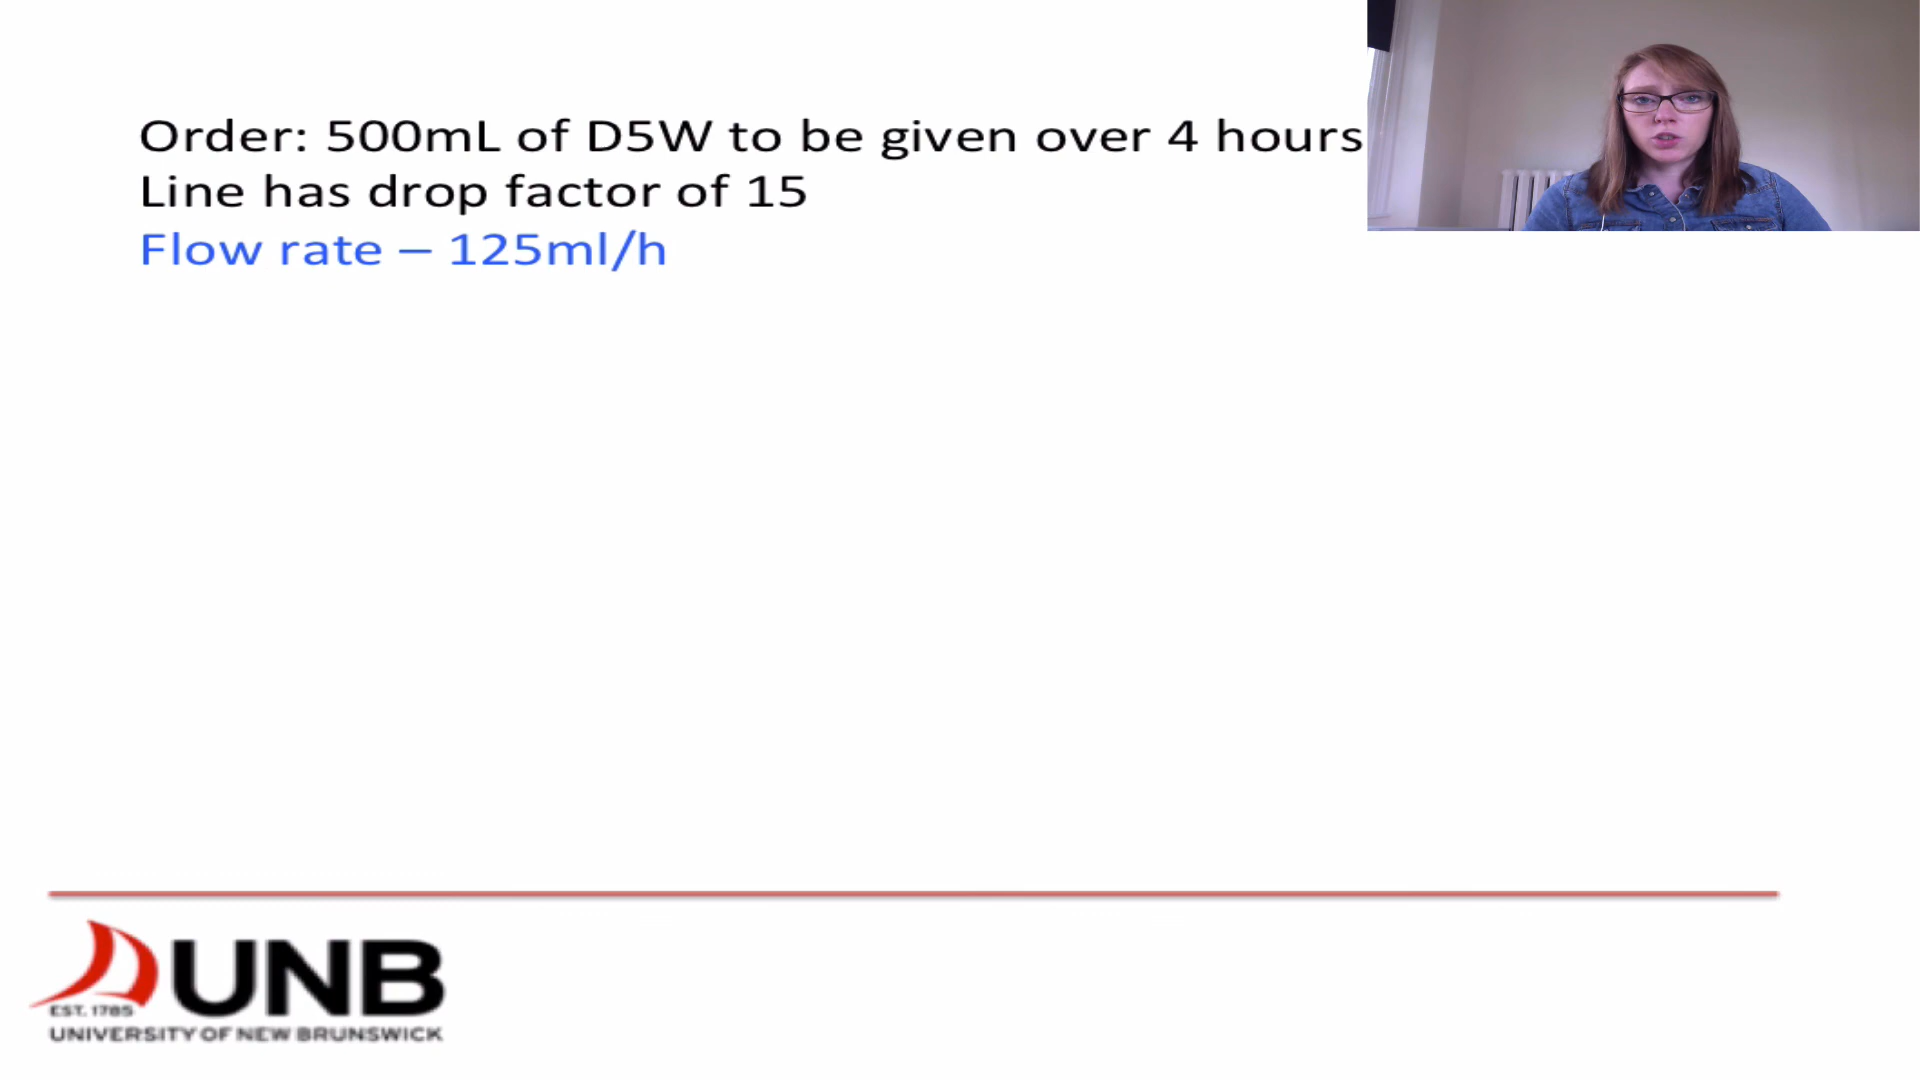 Order: 500mL of D5W to be given over 4 hours
Line has drop factor of 15
Flow rate – 125ml/h
EST. 1785
UNB
UNIVERSITY OF NEW BRUNSWICK